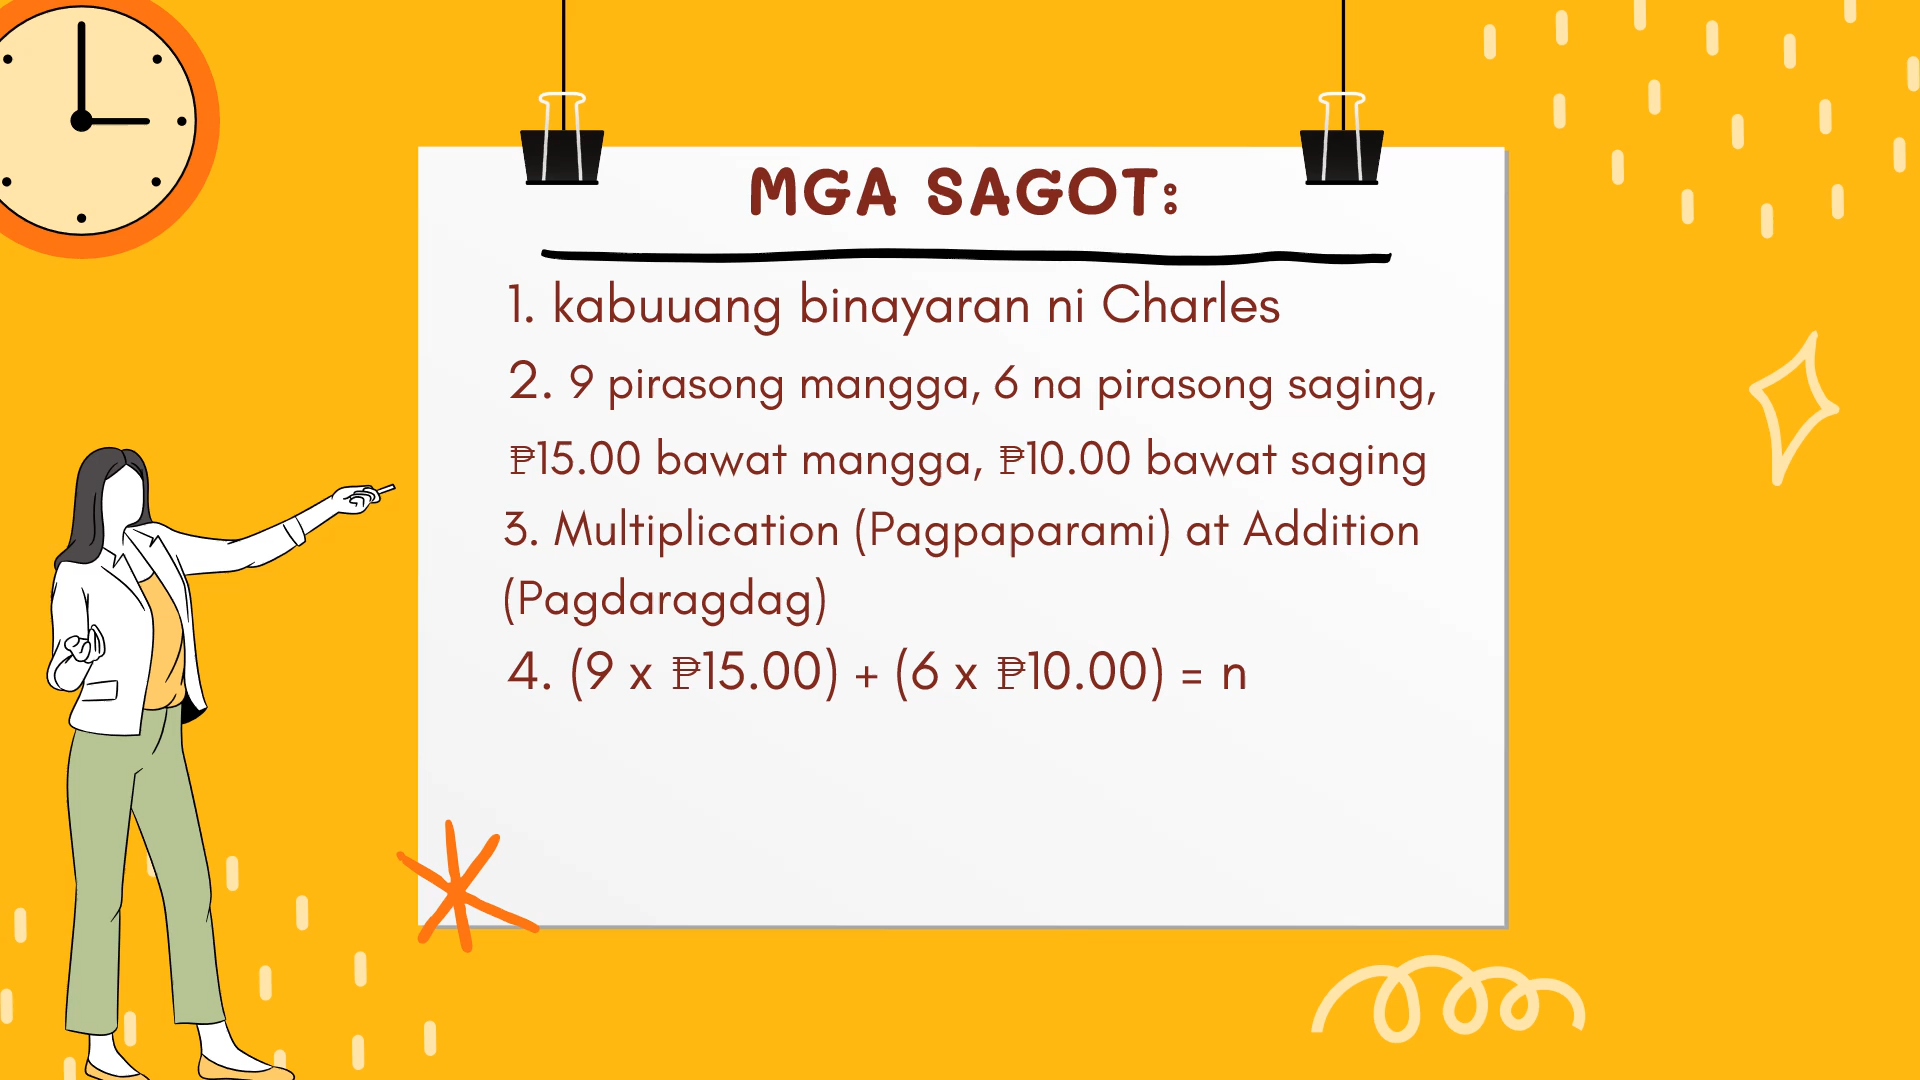 MGA SAGOT:
1. kabuuang binayaran ni Charles
2. 9 pirasong mangga, 6 na pirasong saging,
₱15.00 bawat mangga, ₱10.00 bawat saging
3. Multiplication (Pagpaparami) at Addition
(Pagdaragdag)
4. (9 x ₱15.00) + (6 x ₱10.00) = n